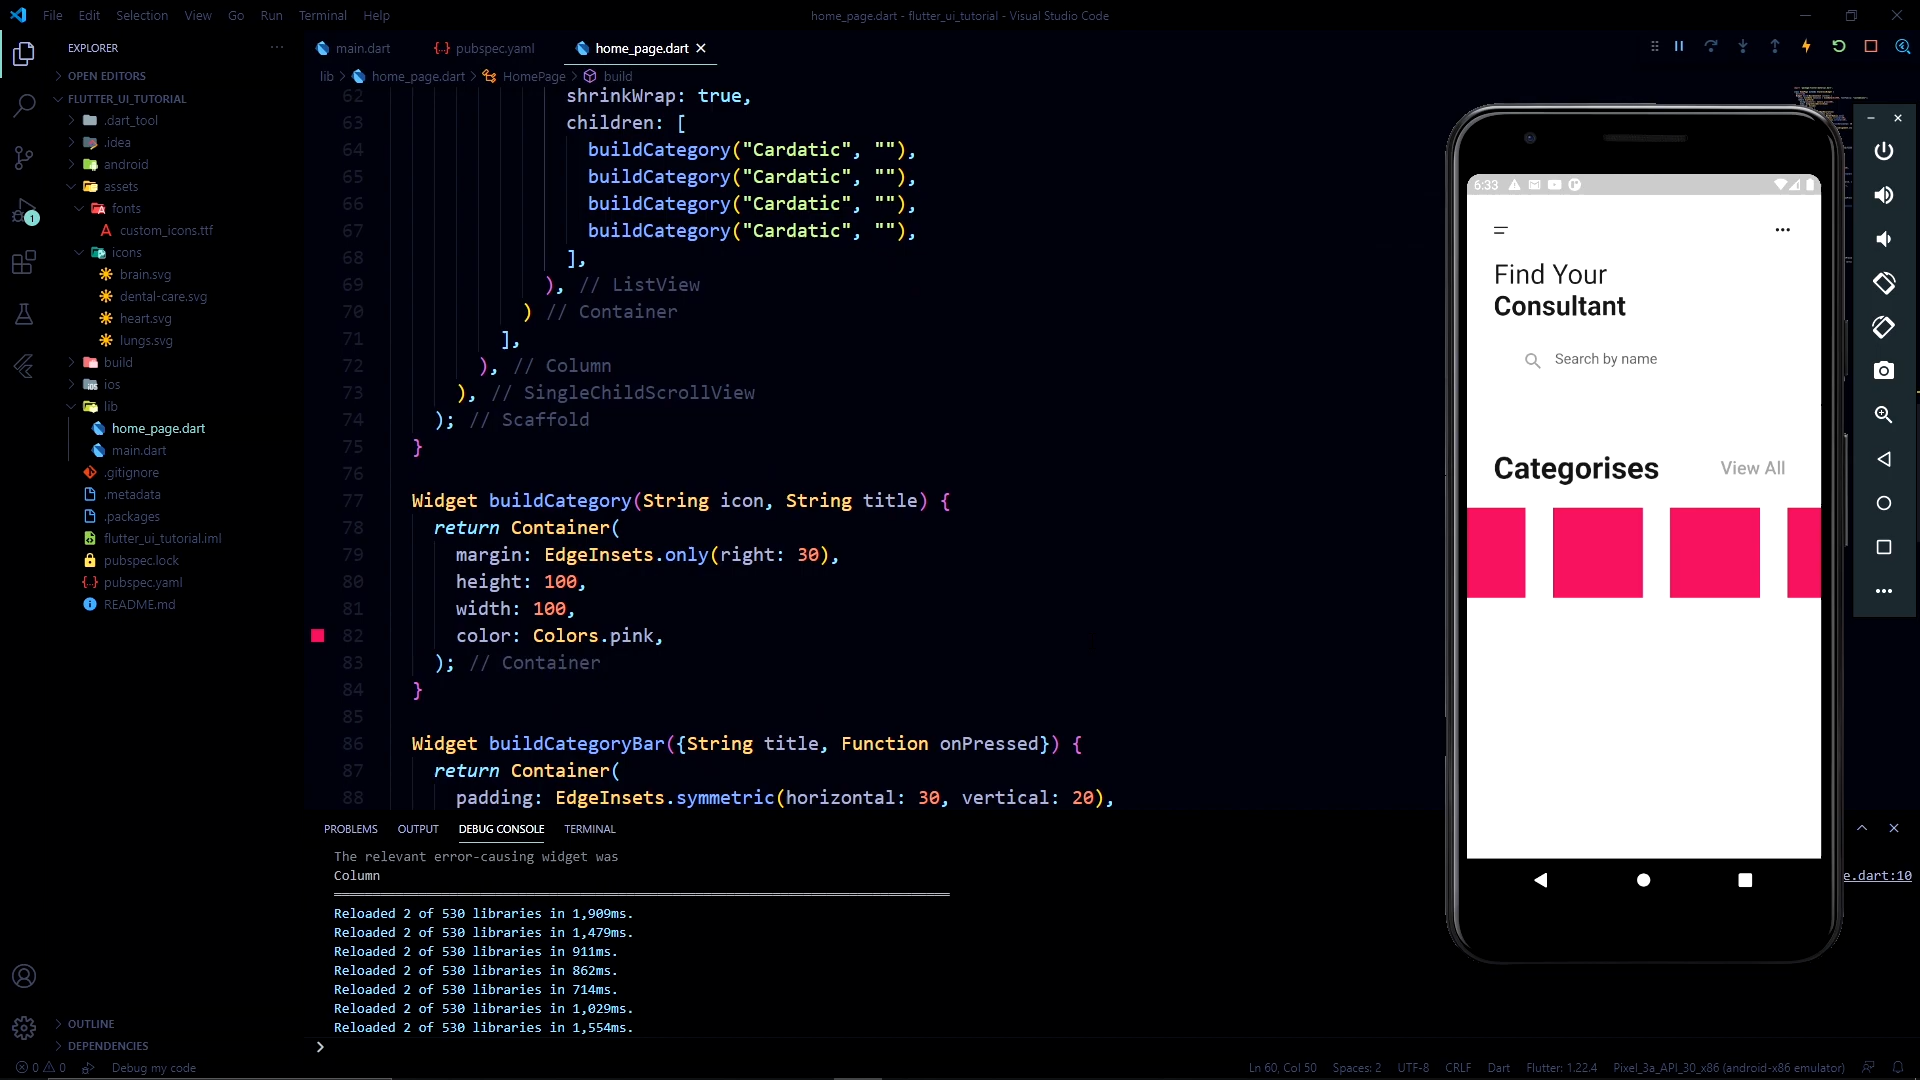 File Edit Selection View Go Run Terminal Help
home_page.dart - flutter_ui_tutorial - Visual Studio Code
EXPLORER
OPEN EDITORS
FLUTTER_UI_TUTORIAL
.dart_tool
.idea
android
assets
fonts
custom_icons.ttf
icons
brain.svg
dental-care.svg
heart.svg
lungs.svg
build
ios
lib
home_page.dart
main.dart
.gitignore
.metadata
.packages
flutter_ui_tutorial.iml
pubspec.lock
pubspec.yaml
README.md
1
OUTLINE
DEPENDENCIES
main.dart {..} pubspec.yaml home_page.dart
lib > home_page.dart > HomePage > build
62 shrinkWrap: true,
63 children: [
64 buildCategory("Cardatic", ""),
65 buildCategory("Cardatic", ""),
66 buildCategory("Cardatic", ""),
67 buildCategory("Cardatic", ""),
68 ],
69 ), // ListView
70 ) // Container
71 ],
72 ), // Column
73 ), // SingleChildScrollView
74 ); // Scaffold
75 }
76
77 Widget buildCategory(String icon, String title) {
78 return Container(
79 margin: EdgeInsets.only(right: 30),
80 height: 100,
81 width: 100,
82 color: Colors.pink,
83 ); // Container
84 }
85
86 Widget buildCategoryBar({String title, Function onPressed}) {
87 return Container(
88 padding: EdgeInsets.symmetric(horizontal: 30, vertical: 20),
PROBLEMS OUTPUT DEBUG CONSOLE TERMINAL
The relevant error-causing widget was
Column
e.dart:10
Reloaded 2 of 530 libraries in 1,909ms.
Reloaded 2 of 530 libraries in 1,479ms.
Reloaded 2 of 530 libraries in 911ms.
Reloaded 2 of 530 libraries in 862ms.
Reloaded 2 of 530 libraries in 714ms.
Reloaded 2 of 530 libraries in 1,029ms.
Reloaded 2 of 530 libraries in 1,554ms.
6:33
Find Your
Consultant
Search by name
Categorises View All
0 0 Debug my code
Ln 60, Col 50 Spaces: 2 UTF-8 CRLF Dart Flutter: 1.22.4 Pixel_3a_API_30_x86 (android-x86 emulator)